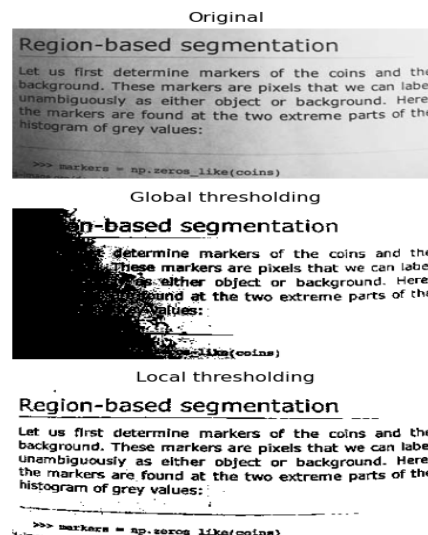 Original
Region-based segmentation
Let us first determine markers of the coins and the
background. These markers are pixels that we can labe
unambiguously as either object or background. Here
the markers are found at the two extreme parts of the
histogram of grey values:
>>> markers = np.zeros_like(coins)
Global thresholding
n-based segmentation
determine markers of the coins and the
These markers are pixels that we can labe
as either object or background. Here
found at the two extreme parts of the
values:
like(coins)
Local thresholding
Region-based segmentation
Let us first determine markers of the coins and the
background. These markers are pixels that we can labe
unambiguously as either object or background. Here
the markers are found at the two extreme parts of the
histogram of grey values:
>>> markers = np.zeros_like(coins)